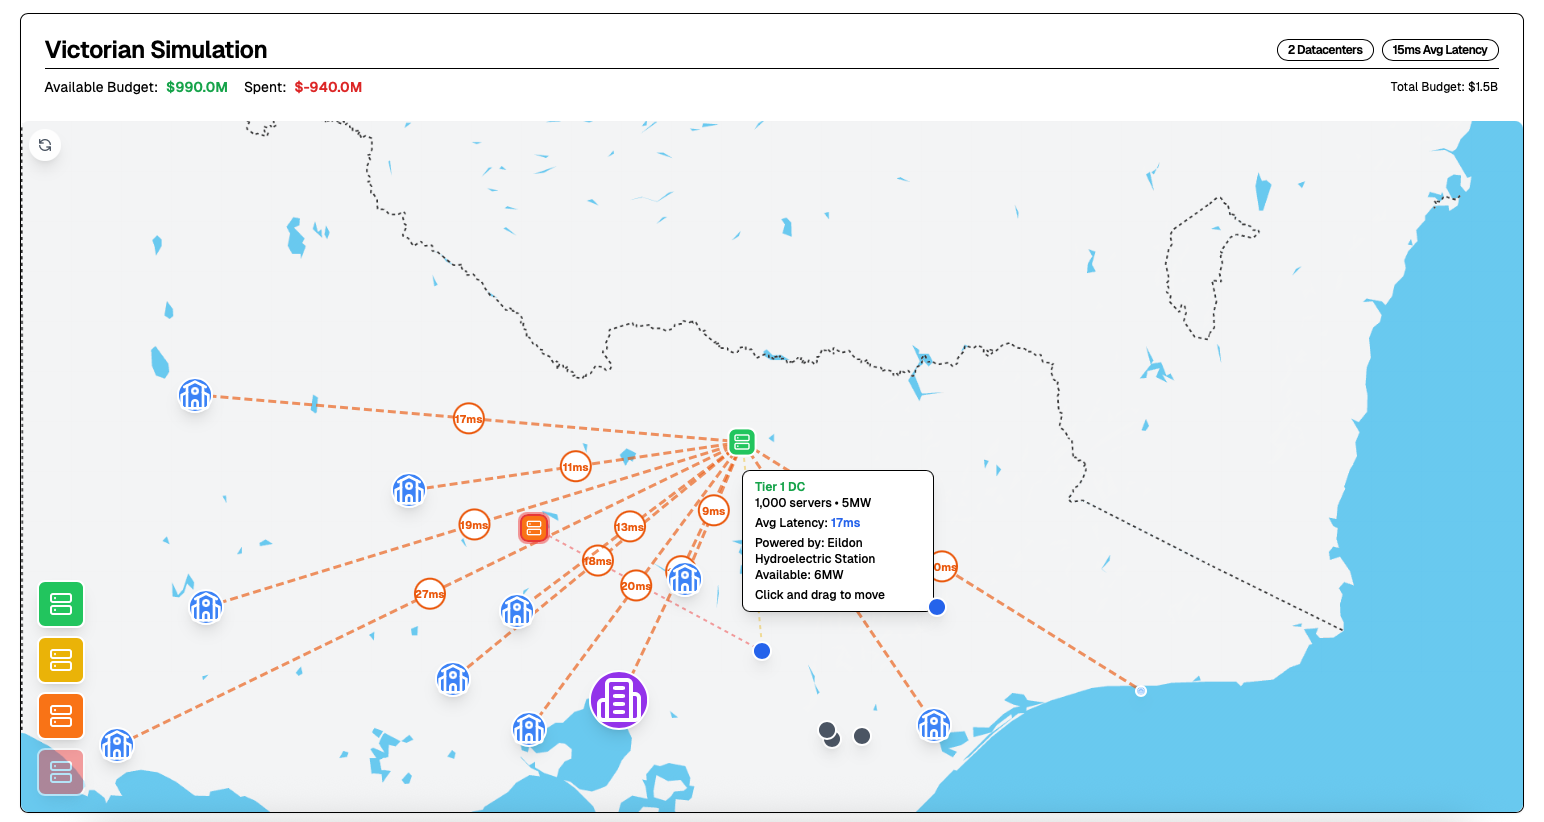 Victorian Simulation
2 Datacenters
15ms Avg Latency
Available Budget: $990.0M Spent: $-940.0M
Total Budget: $1.5B
17ms
11ms
9ms
19ms
13ms
18ms
20ms
27ms
0ms
Tier 1 DC
1,000 servers • 5MW
Avg Latency: 17ms
Powered by: Eildon
Hydroelectric Station
Available: 6MW
Click and drag to move